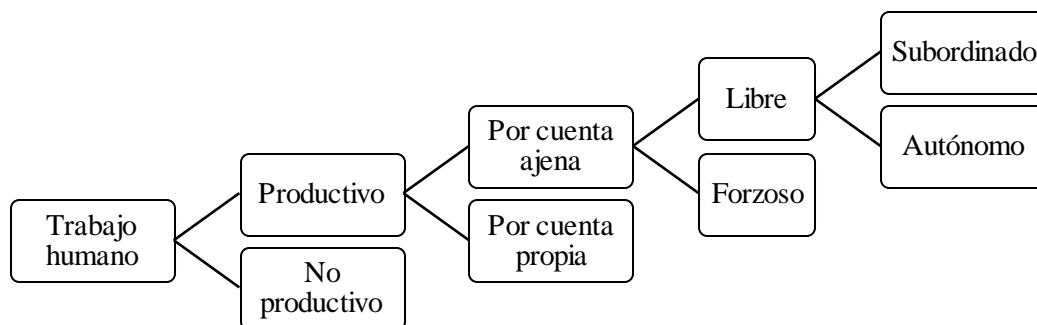 Trabajo
humano
Productivo
No
productivo
Por cuenta
ajena
Por cuenta
propia
Libre
Forzoso
Subordinado
Autónomo